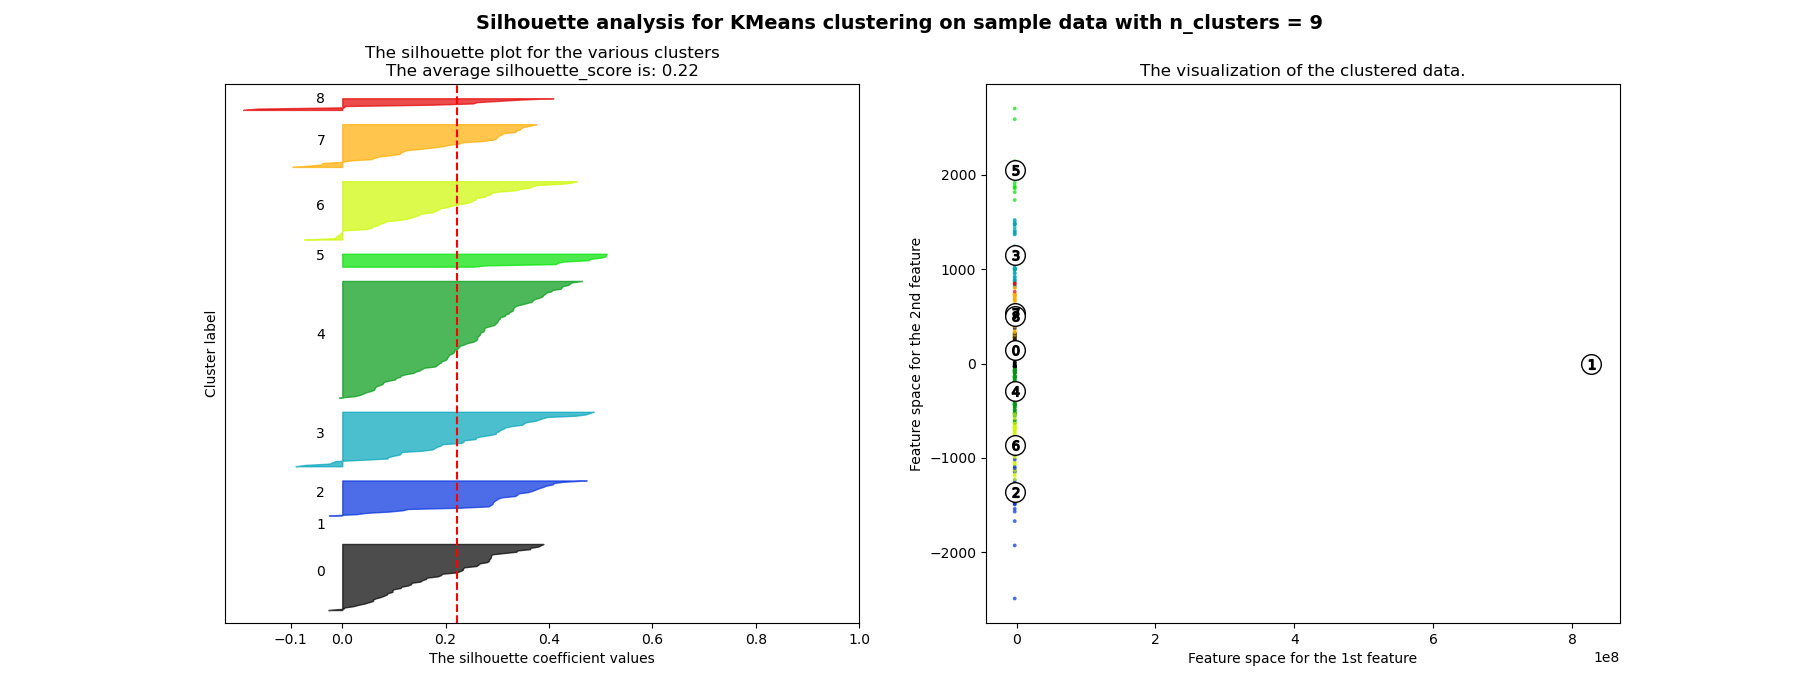 Silhouette analysis for KMeans clustering on sample data with n_clusters = 9
The silhouette plot for the various clusters
The average silhouette_score is: 0.22
8
7
6
5
4
3
2
1
0
Cluster label
−0.1 0.0 0.2 0.4 0.6 0.8 1.0
The silhouette coefficient values
The visualization of the clustered data.
2000
1000
0
−1000
−2000
Feature space for the 2nd feature
5
3
8
0
1
4
6
2
0 2 4 6 8
1e8
Feature space for the 1st feature